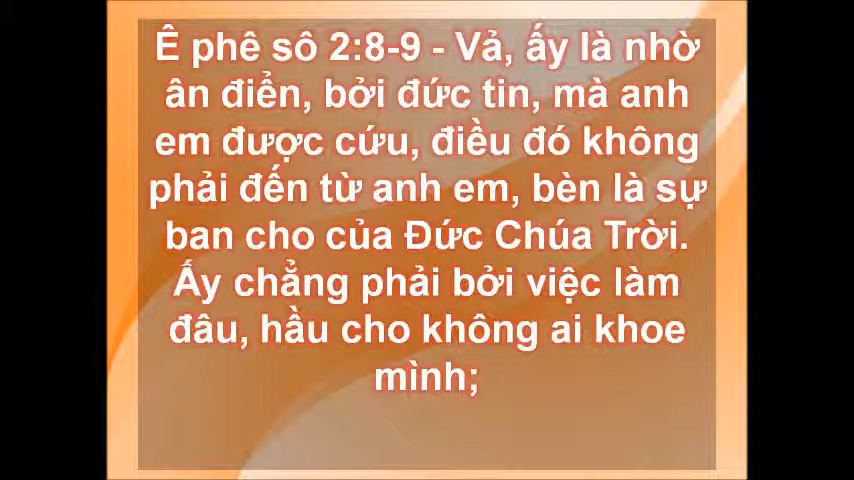 Ê phê sô 2:8-9 - Vả, ấy là nhờ
ân điển, bởi đức tin, mà anh
em được cứu, điều đó không
phải đến từ anh em, bèn là sự
ban cho của Đức Chúa Trời.
Ấy chẳng phải bởi việc làm
đâu, hầu cho không ai khoe
mình;